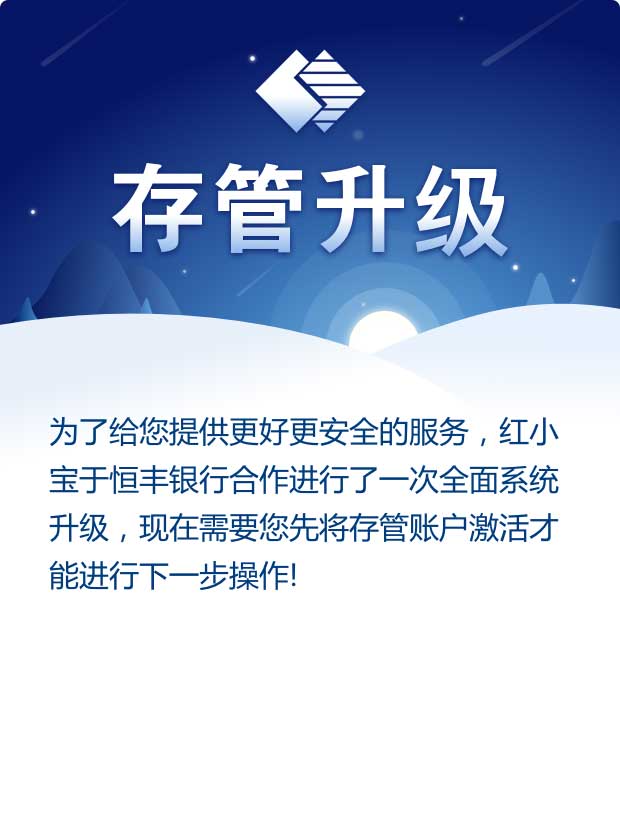 存管升级
为了给您提供更好更安全的服务，红小
宝于恒丰银行合作进行了一次全面系统
升级，现在需要您先将存管账户激活才
能进行下一步操作!